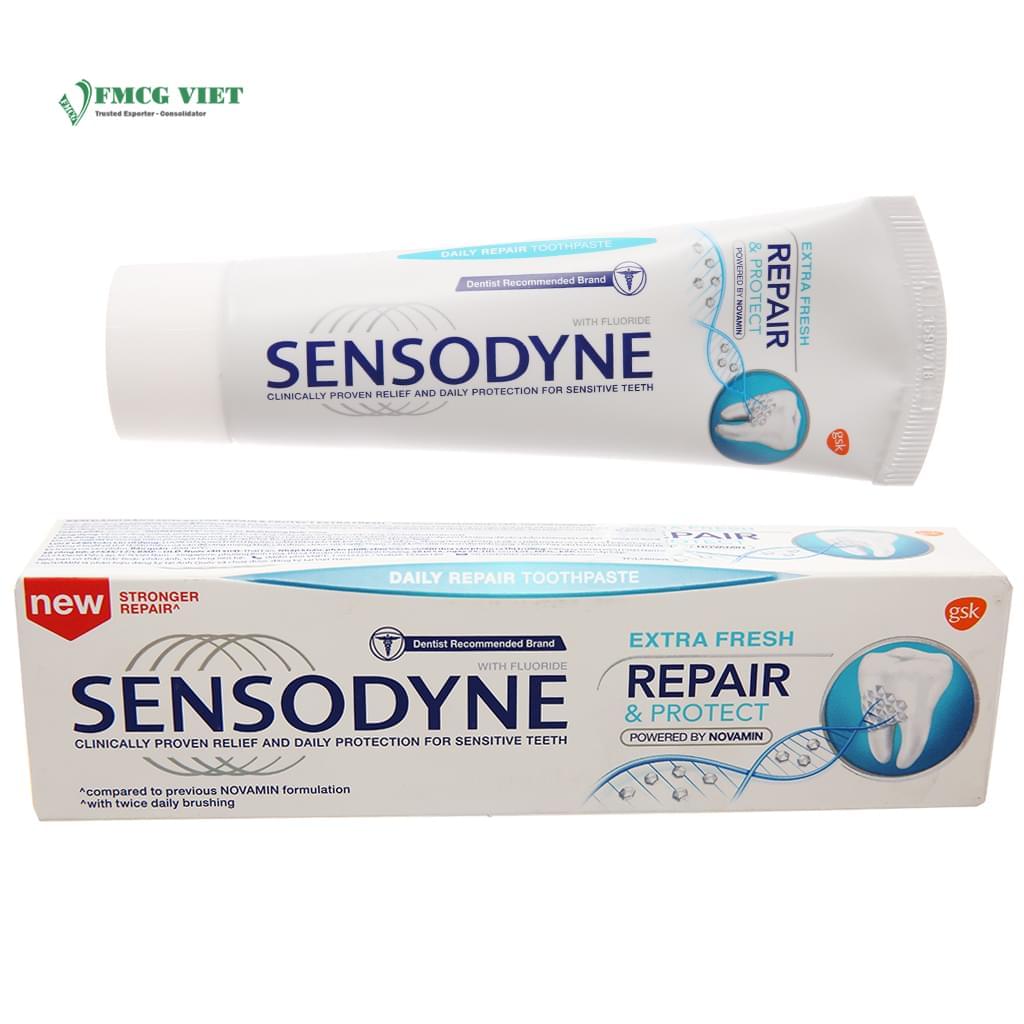 FMCG VIET
Trusted Exporter - Consolidator
DAILY REPAIR TOOTHPASTE
Dentist Recommended Brand
WITH FLUORIDE
SENSODYNE
CLINICALLY PROVEN RELIEF AND DAILY PROTECTION FOR SENSITIVE TEETH
EXTRA FRESH
REPAIR
& PROTECT
POWERED BY NOVAMIN
gsk
EXTRA FRESH
REPAIR
NOVAMIN
DAILY REPAIR TOOTHPASTE
new
STRONGER
REPAIR^
Dentist Recommended Brand
WITH FLUORIDE
SENSODYNE
CLINICALLY PROVEN RELIEF AND DAILY PROTECTION FOR SENSITIVE TEETH
^compared to previous NOVAMIN formulation
^with twice daily brushing
EXTRA FRESH
REPAIR
& PROTECT
POWERED BY NOVAMIN
gsk